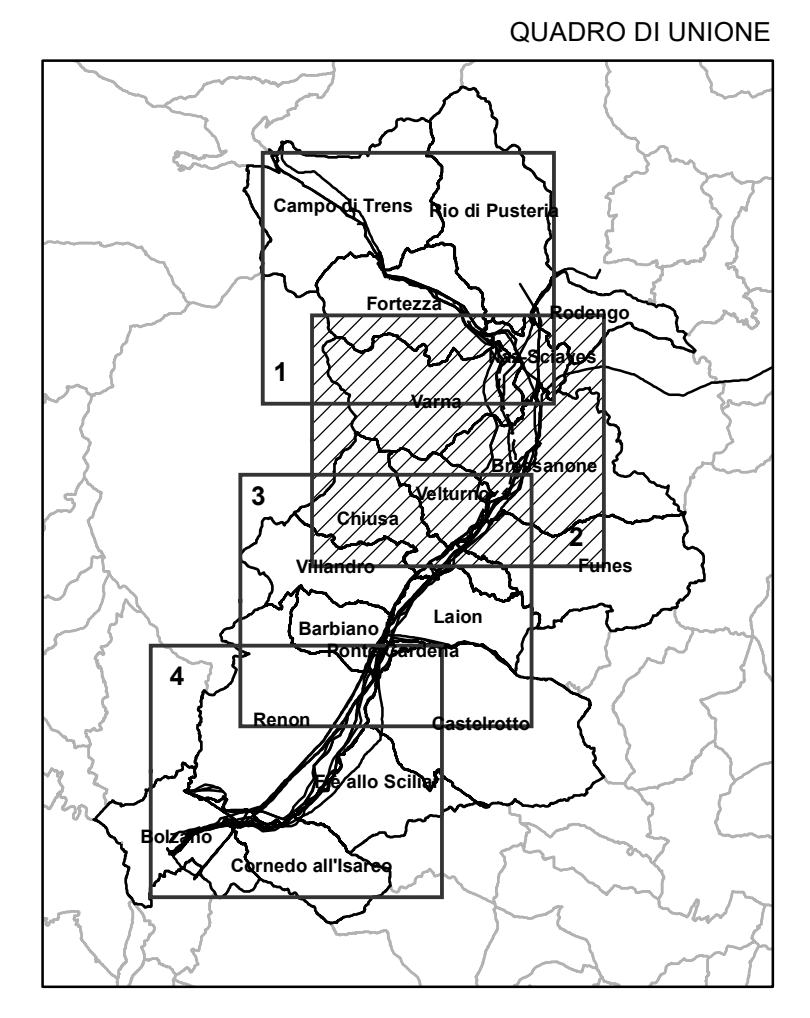 QUADRO DI UNIONE
Campo di Trens
Rio di Pusteria
Fortezza
Rodengo
Naz-Sciaves
1
Varna
Bressanone
3
Velturno
Chiusa
2
Villandro
Funes
Laion
Barbiano
Ponte Gardena
4
Renon
Castelrotto
Fiè allo Sciliar
Bolzano
Cornedo all'Isarco